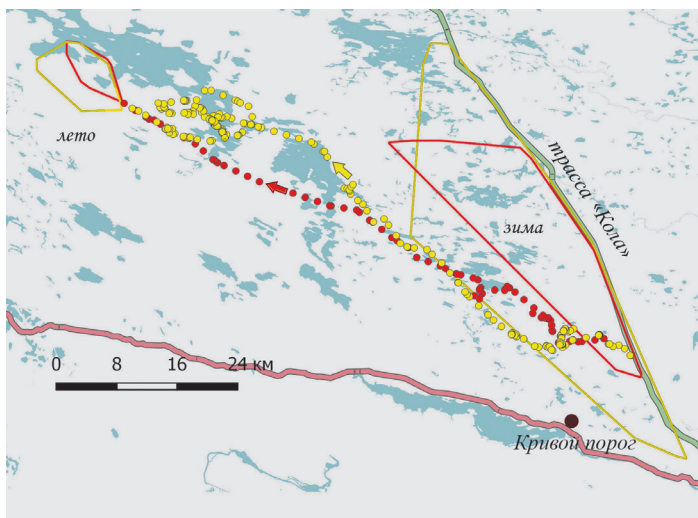 лето
трасса «Кола»
зима
0 8 16 24 км
Кривой порог